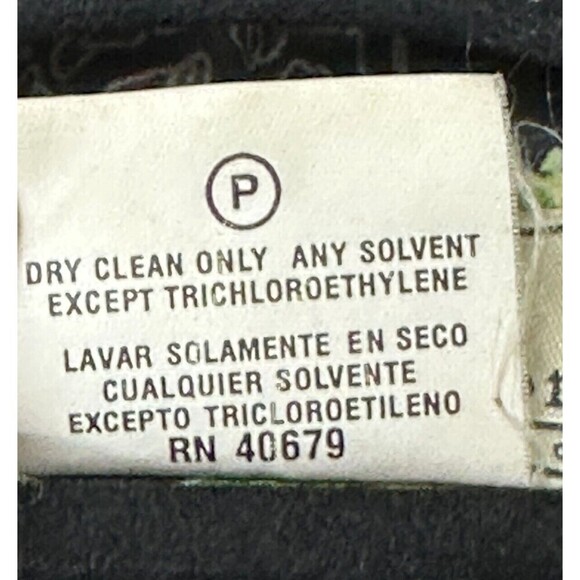 P
DRY CLEAN ONLY ANY SOLVENT
EXCEPT TRICHLOROETHYLENE
LAVAR SOLAMENTE EN SECO
CUALQUIER SOLVENTE
EXCEPTO TRICLOROETILENO
RN 40679